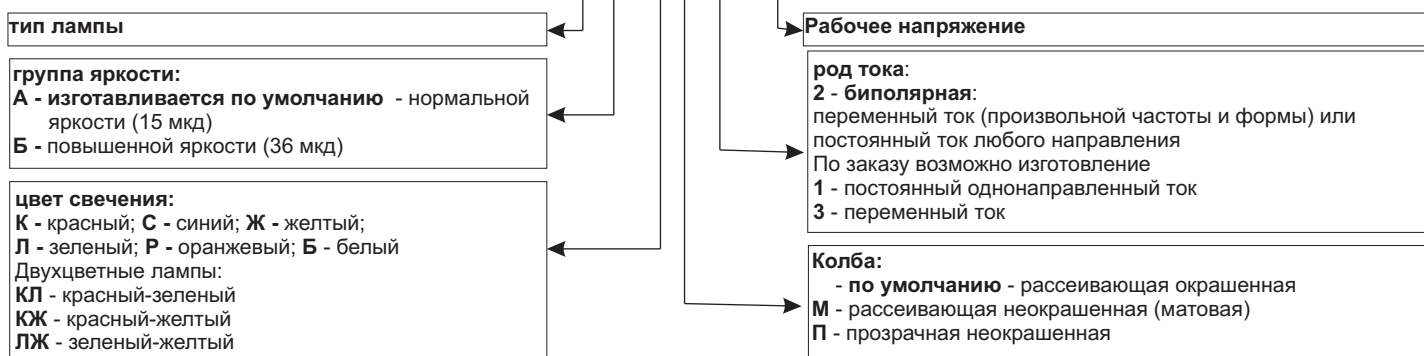 тип лампы
группа яркости:
А - изготавливается по умолчанию - нормальной
яркости (15 мкд)
Б - повышенной яркости (36 мкд)
цвет свечения:
К - красный; С - синий; Ж - желтый;
Л - зеленый; Р - оранжевый; Б - белый
Двухцветные лампы:
КЛ - красный-зеленый
КЖ - красный-желтый
ЛЖ - зеленый-желтый
Рабочее напряжение
род тока:
2 - биполярная:
переменный ток (произвольной частоты и формы) или
постоянный ток любого направления
По заказу возможно изготовление
1 - постоянный однонаправленный ток
3 - переменный ток
Колба:
- по умолчанию - рассеивающая окрашенная
М - рассеивающая неокрашенная (матовая)
П - прозрачная неокрашенная